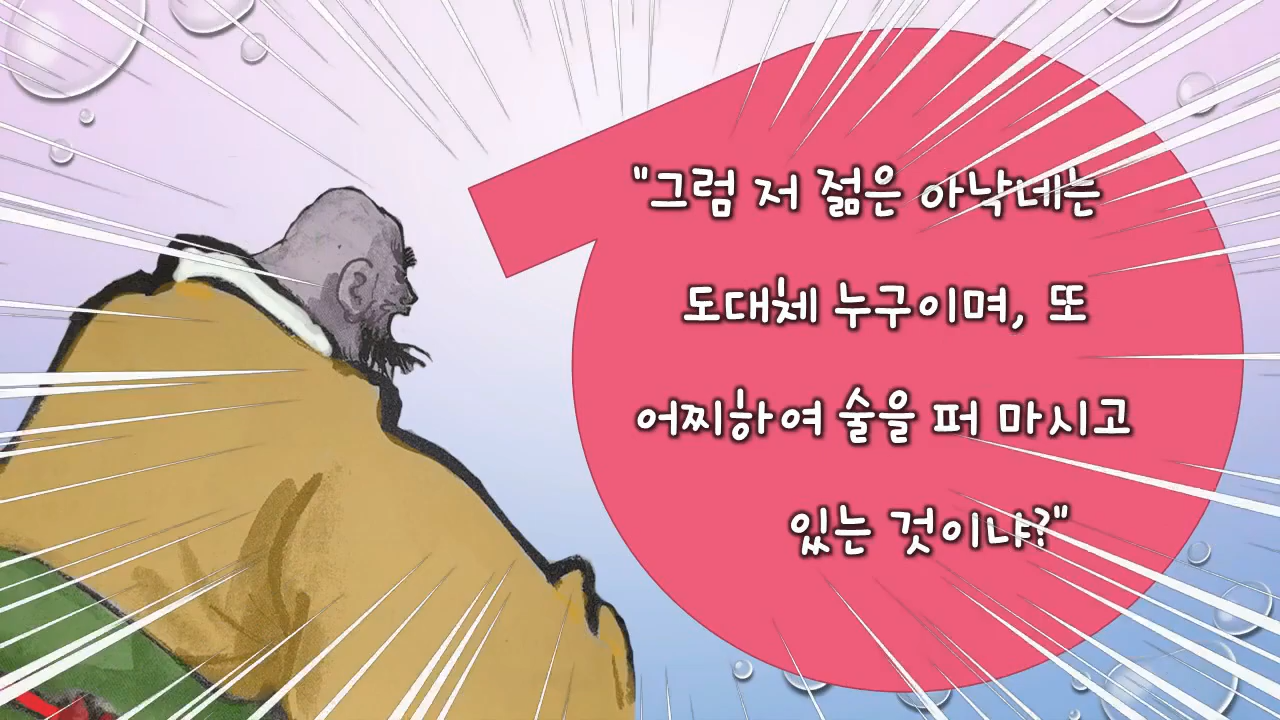 "그럼 저 젊은 아낙네는
도대체 누구이며, 또
어찌하여 술을 퍼 마시고
있는 것이냐?"